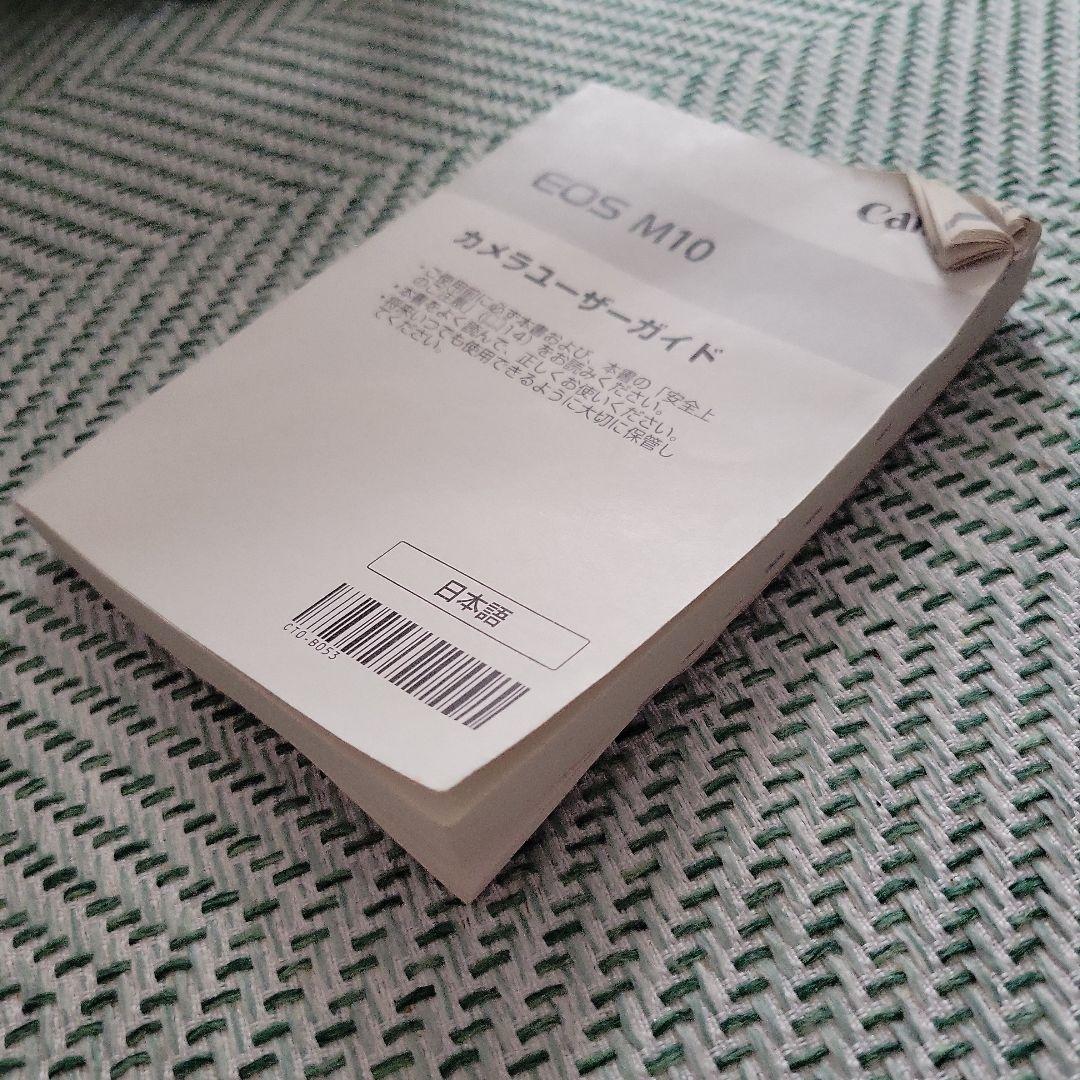 Can
EOS M10
カメラユーザーガイド
・ご使用前に必ず本書および、本書の「安全上
のご注意」(14)をお読みください。
・本書をよく読んで、正しくお使いください。
・将来いつでも使用できるように大切に保管し
てください。
日本語
CT0-B053